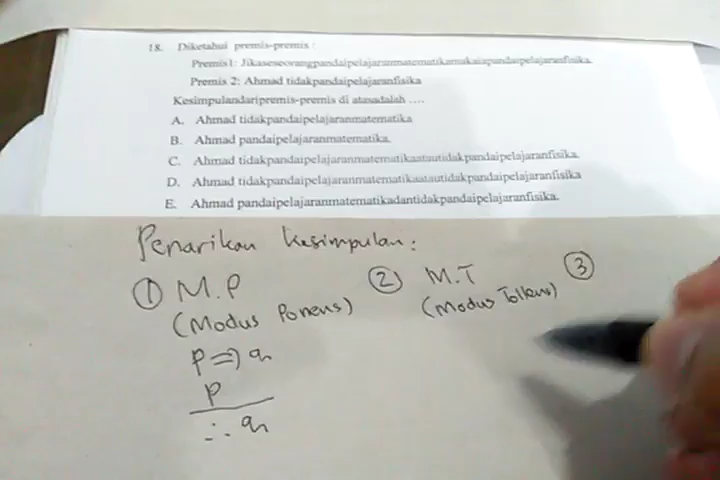 18. Diketahui premis-premis :
Premis 1: Jikaseseorangpandaipelajaranmatematikamakaiapandaipelajaranfisika.
Premis 2: Ahmad tidakpandaipelajaranfisika
Kesimpulandaripremis-premis di atasadalah ....
A. Ahmad tidakpandaipelajaranmatematika
B. Ahmad pandaipelajaranmatematika.
C. Ahmad tidakpandaipelajaranmatematikaatautidakpandaipelajaranfisika.
D. Ahmad tidakpandaipelajaranmatematikaatautidakpandaipelajaranfisika
E. Ahmad pandaipelajaranmatematikadantidakpandaipelajaranfisika.
Penarikan kesimpulan :
① M.P ② M.T ③
(Modus Ponens) (Modus Tollens)
p ⇒ q
p
∴ q